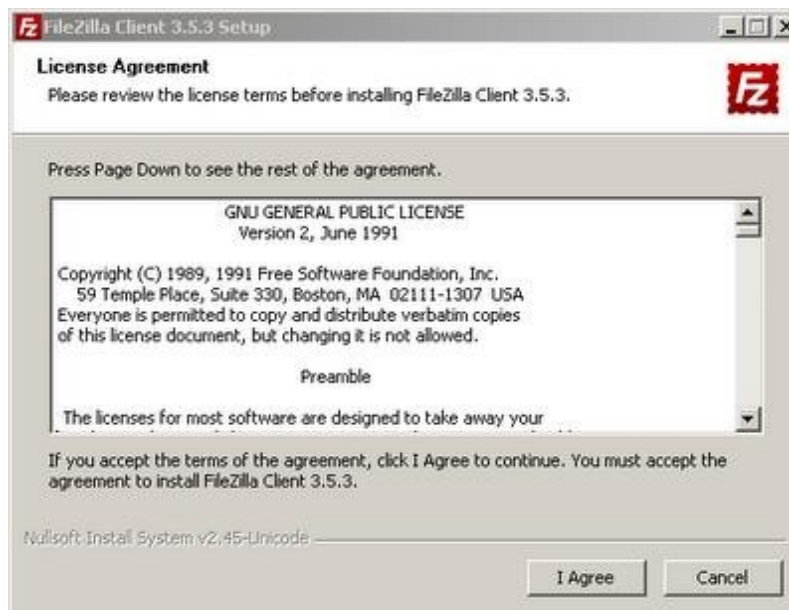 FileZilla Client 3.5.3 Setup
License Agreement
Please review the license terms before installing FileZilla Client 3.5.3.
Fz
Press Page Down to see the rest of the agreement.
GNU GENERAL PUBLIC LICENSE
Version 2, June 1991
Copyright (C) 1989, 1991 Free Software Foundation, Inc.
59 Temple Place, Suite 330, Boston, MA 02111-1307 USA
Everyone is permitted to copy and distribute verbatim copies
of this license document, but changing it is not allowed.
Preamble
The licenses for most software are designed to take away your
If you accept the terms of the agreement, click I Agree to continue. You must accept the
agreement to install FileZilla Client 3.5.3.
Nullsoft Install System v2.45-Unicode
I Agree
Cancel